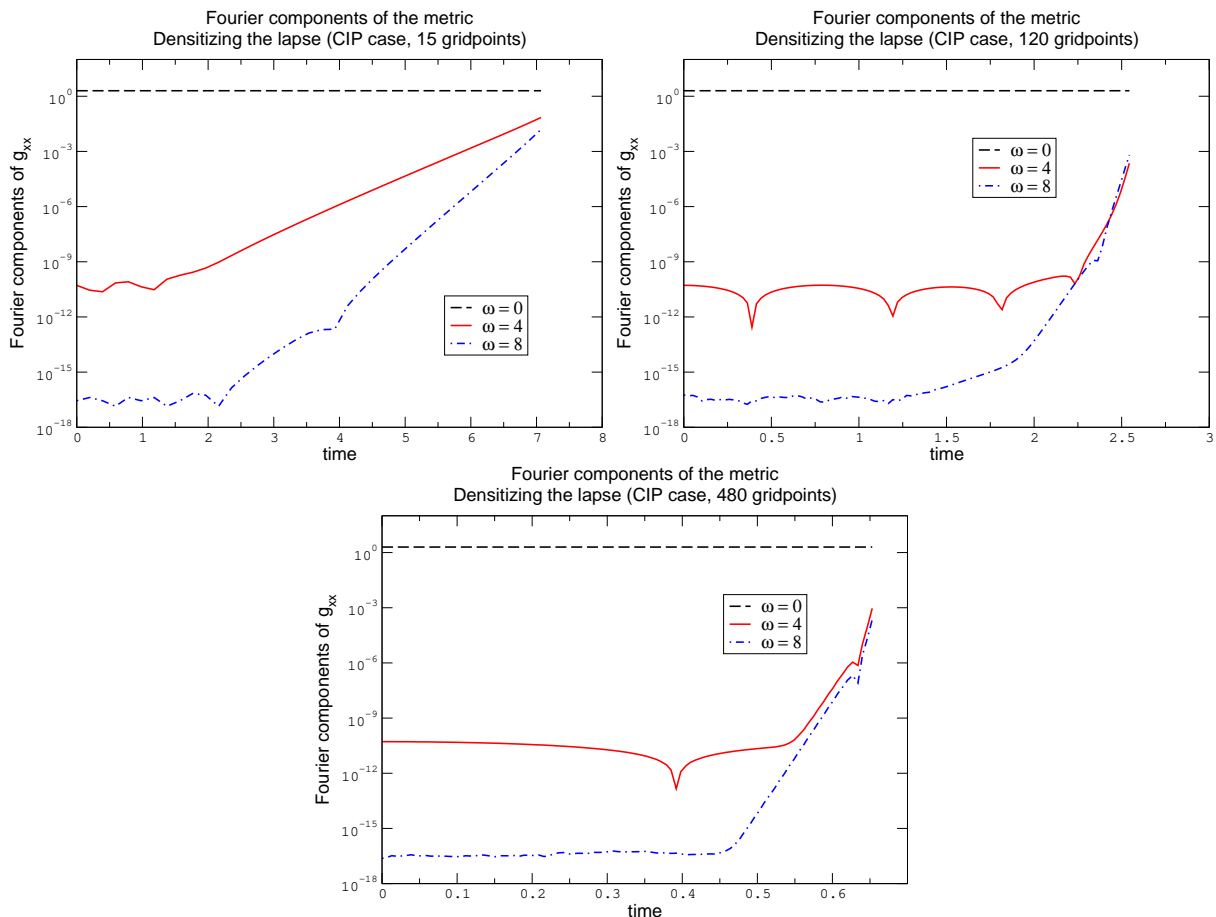 Fourier components of the metric
Densitizing the lapse (CIP case, 15 gridpoints)
Fourier components of g_xx
10^0
10^-3
10^-6
10^-9
10^-12
10^-15
10^-18
ω = 0
ω = 4
ω = 8
0 1 2 3 4 5 6 7 8
time
Fourier components of the metric
Densitizing the lapse (CIP case, 120 gridpoints)
Fourier components of g_xx
10^0
10^-3
10^-6
10^-9
10^-12
10^-15
10^-18
ω = 0
ω = 4
ω = 8
0 0.5 1 1.5 2 2.5 3
time
Fourier components of the metric
Densitizing the lapse (CIP case, 480 gridpoints)
Fourier components of g_xx
10^0
10^-3
10^-6
10^-9
10^-12
10^-15
10^-18
ω = 0
ω = 4
ω = 8
0 0.1 0.2 0.3 0.4 0.5 0.6
time